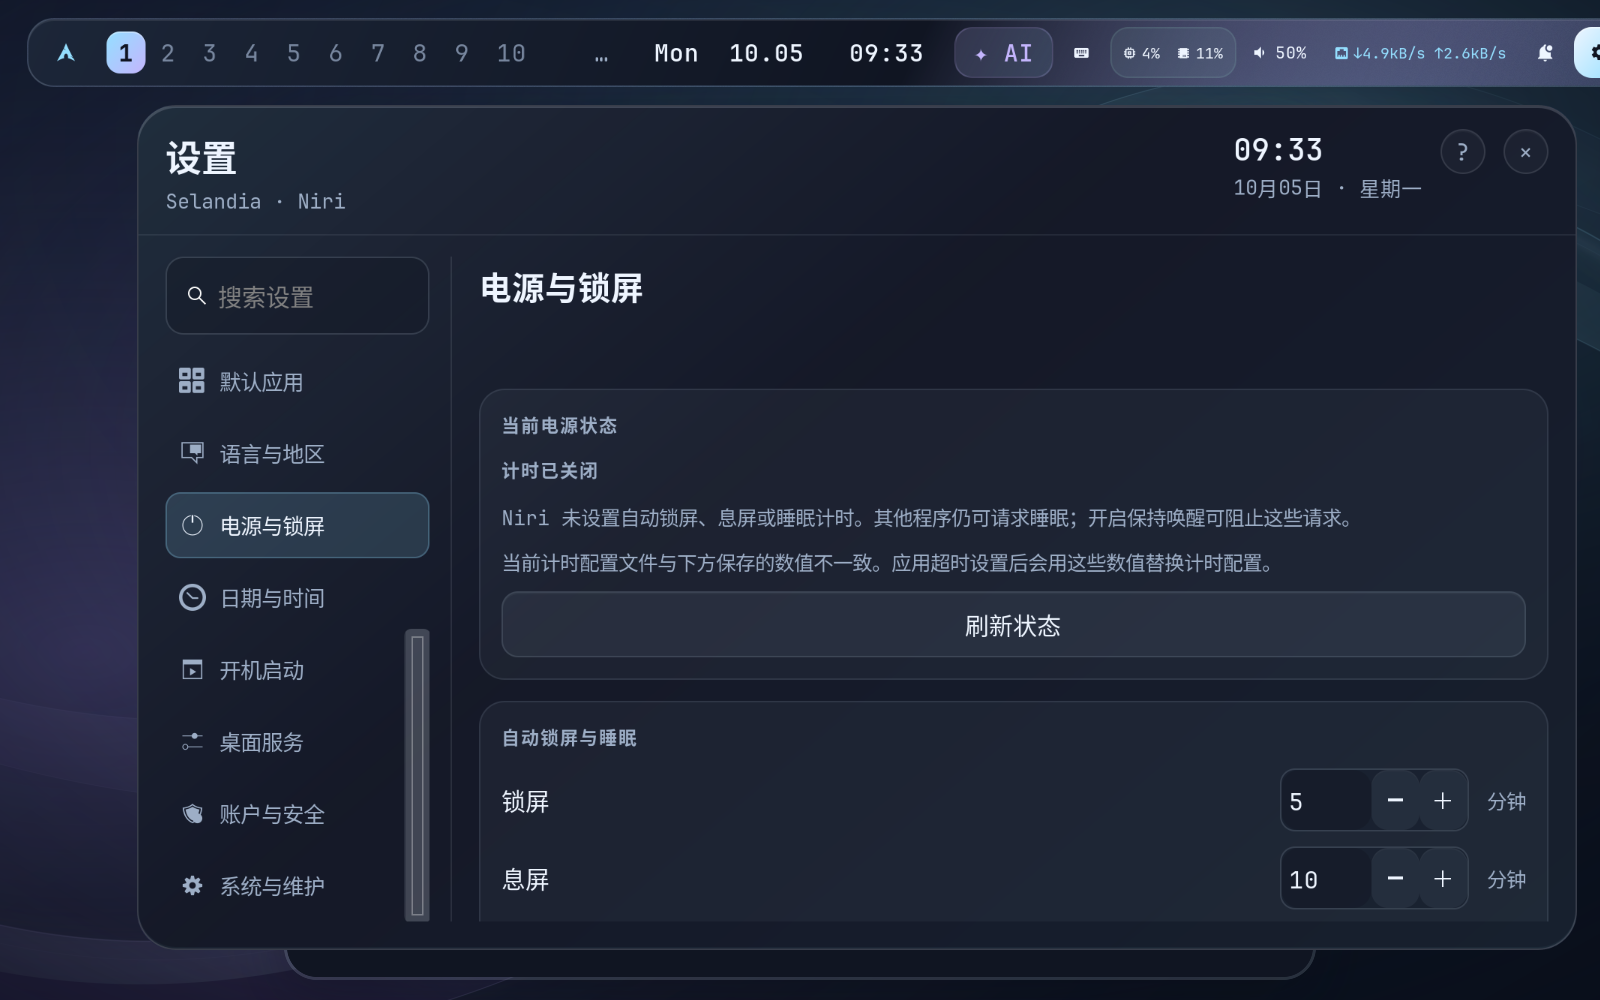 1 2 3 4 5 6 7 8 9 10 … Mon 10.05 09:33 AI 4% 11% 50% ↓4.9kB/s ↑2.6kB/s
设置
Selandia · Niri
09:33
10月05日 · 星期一
?
×
搜索设置
默认应用
语言与地区
电源与锁屏
日期与时间
开机启动
桌面服务
账户与安全
系统与维护
电源与锁屏
当前电源状态
计时已关闭
Niri 未设置自动锁屏、息屏或睡眠计时。其他程序仍可请求睡眠；开启保持唤醒可阻止这些请求。
当前计时配置文件与下方保存的数值不一致。应用超时设置后会用这些数值替换计时配置。
刷新状态
自动锁屏与睡眠
锁屏 5 − + 分钟
息屏 10 − + 分钟